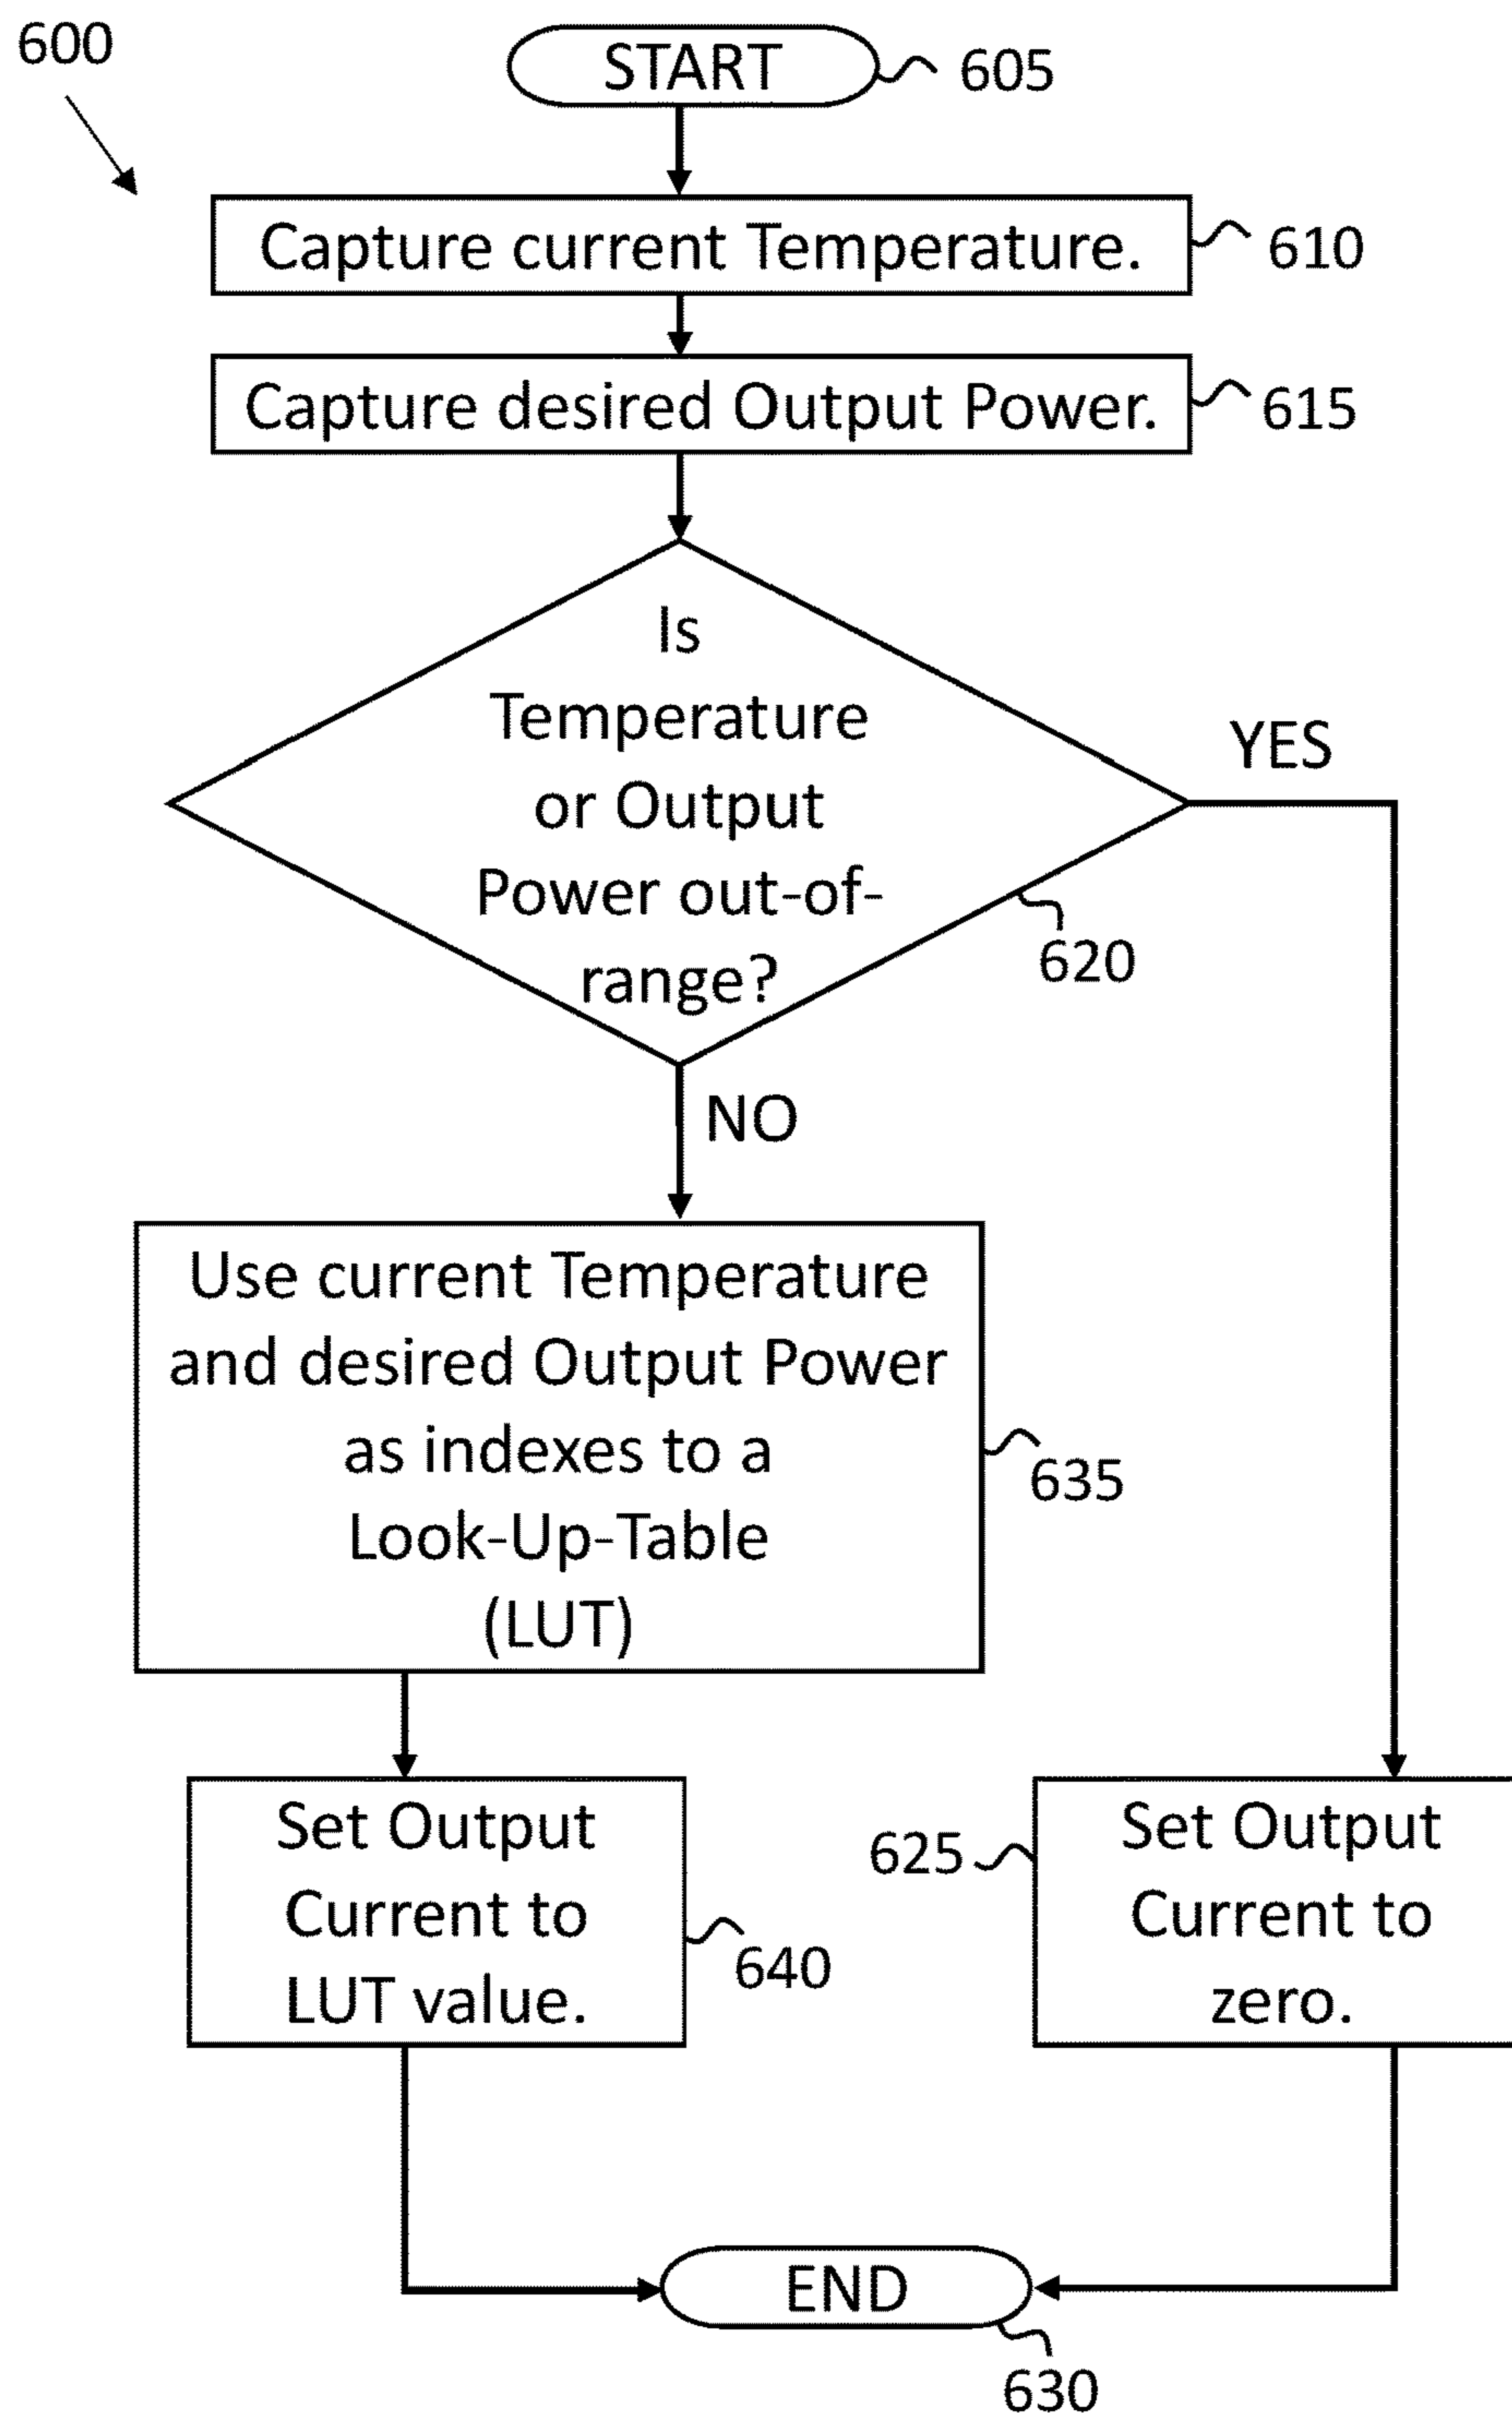 600
START
605
Capture current Temperature.
610
Capture desired Output Power.
615
Is
Temperature
or Output
Power out-of-
range?
YES
620
NO
Use current Temperature
and desired Output Power
as indexes to a
Look-Up-Table
(LUT)
635
Set Output
Current to
LUT value.
640
625
Set Output
Current to
zero.
END
630